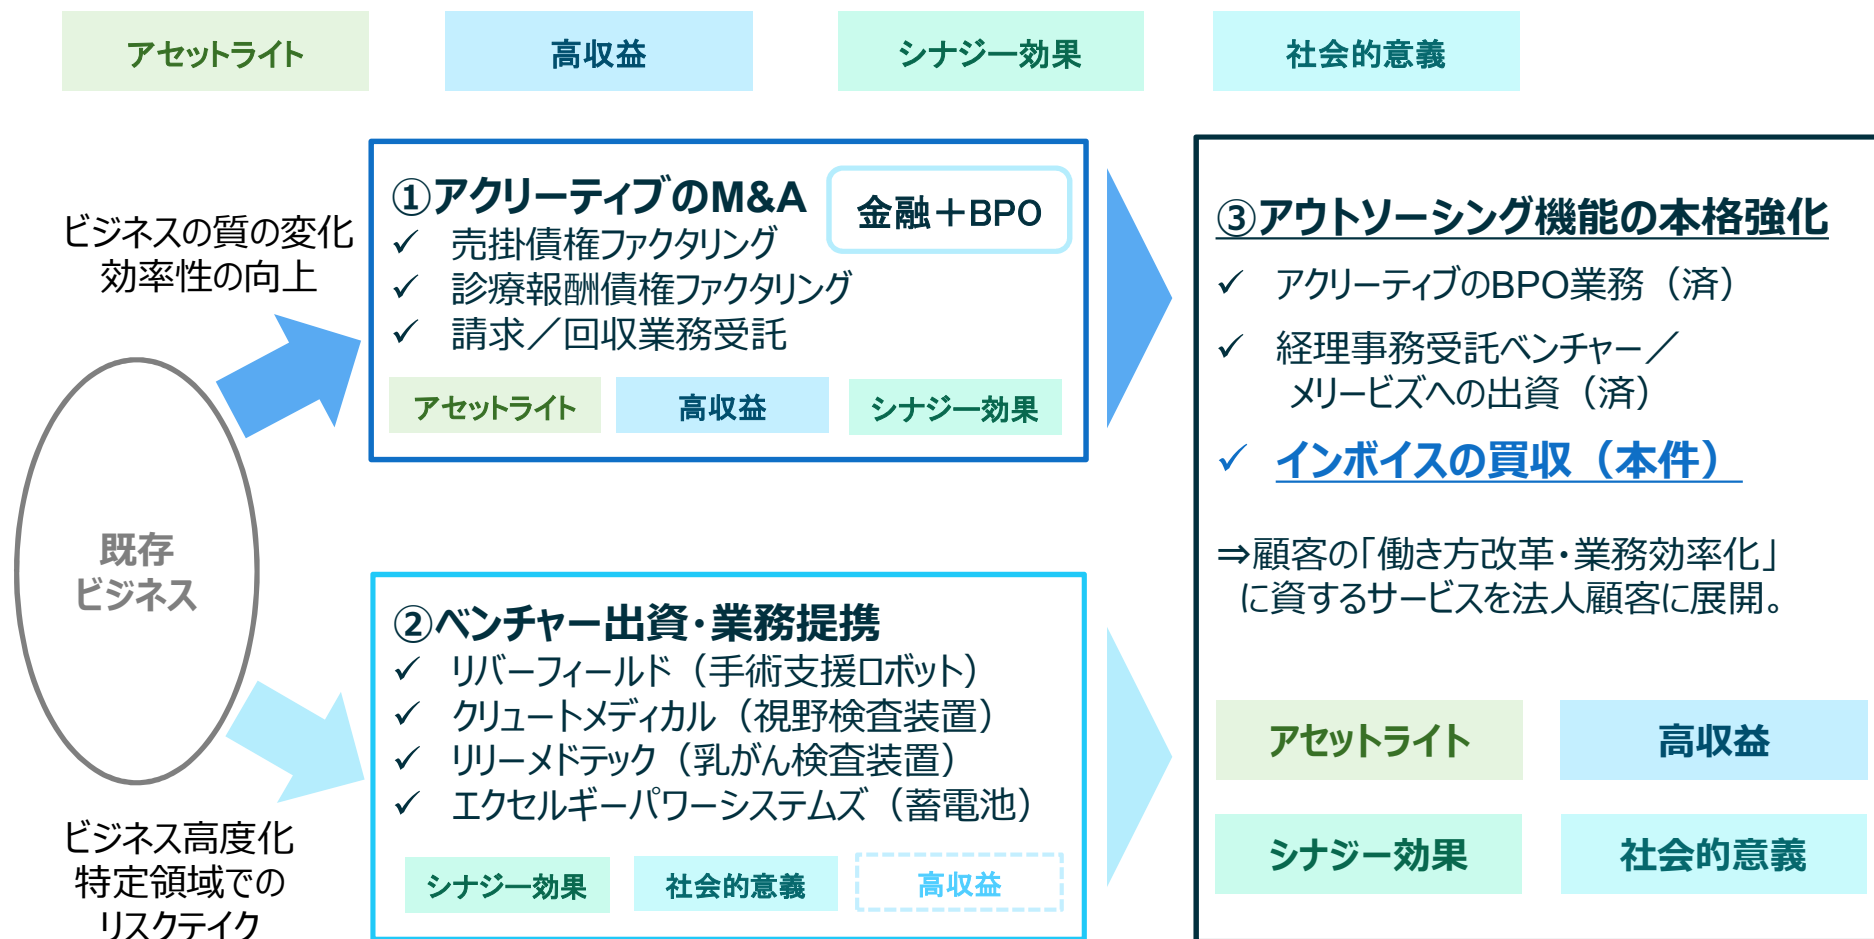 アセットライト
高収益
シナジー効果
社会的意義
ビジネスの質の変化
効率性の向上
既存
ビジネス
ビジネス高度化
特定領域での
リスクテイク
①アクリーティブのM&A
金融＋BPO
✓ 売掛債権ファクタリング
✓ 診療報酬債権ファクタリング
✓ 請求／回収業務受託
アセットライト
高収益
シナジー効果
②ベンチャー出資・業務提携
✓ リバーフィールド（手術支援ロボット）
✓ クリュートメディカル（視野検査装置）
✓ リリーメドテック（乳がん検査装置）
✓ エクセルギーパワーシステムズ（蓄電池）
シナジー効果
社会的意義
高収益
③アウトソーシング機能の本格強化
✓ アクリーティブのBPO業務（済）
✓ 経理事務受託ベンチャー／
メリービズへの出資（済）
✓ インボイスの買収（本件）
⇒顧客の「働き方改革・業務効率化」
に資するサービスを法人顧客に展開。
アセットライト
高収益
シナジー効果
社会的意義